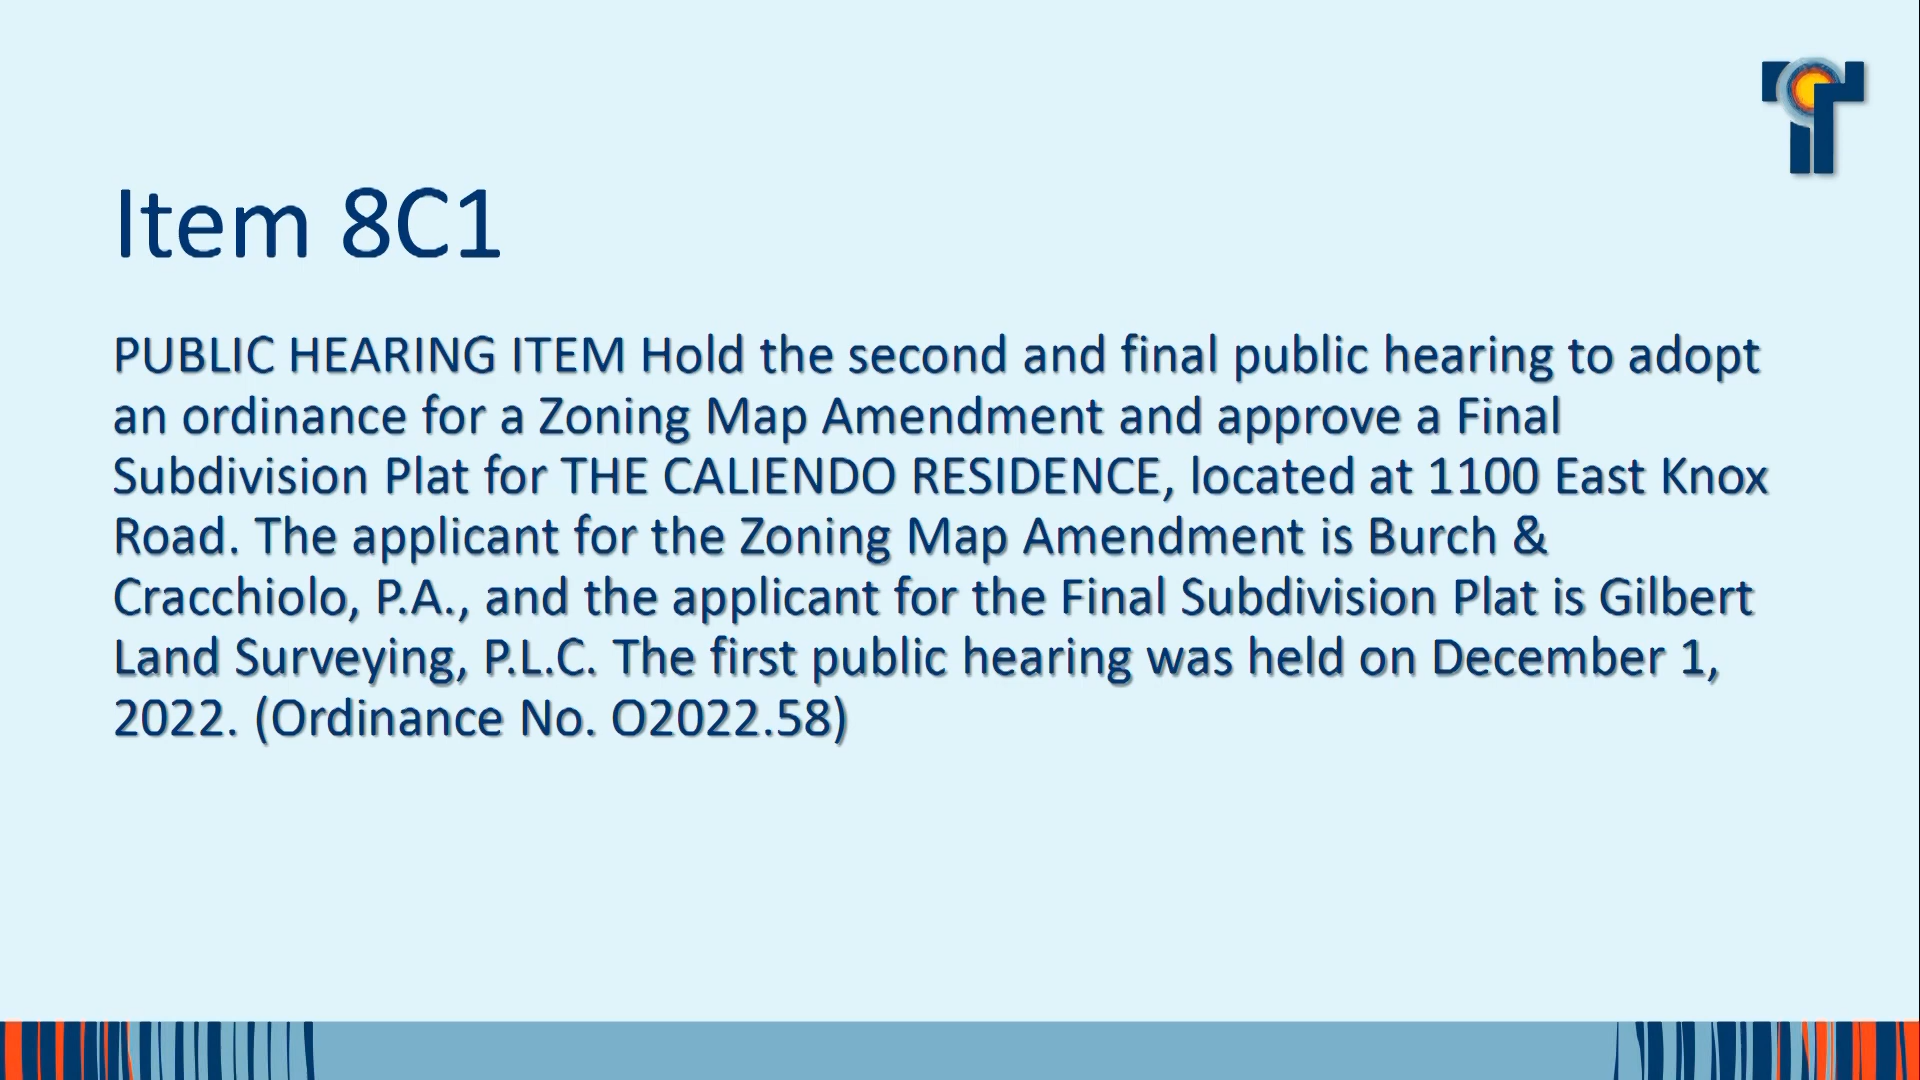 Item 8C1
PUBLIC HEARING ITEM Hold the second and final public hearing to adopt
an ordinance for a Zoning Map Amendment and approve a Final
Subdivision Plat for THE CALIENDO RESIDENCE, located at 1100 East Knox
Road. The applicant for the Zoning Map Amendment is Burch &
Cracchiolo, P.A., and the applicant for the Final Subdivision Plat is Gilbert
Land Surveying, P.L.C. The first public hearing was held on December 1,
2022. (Ordinance No. O2022.58)